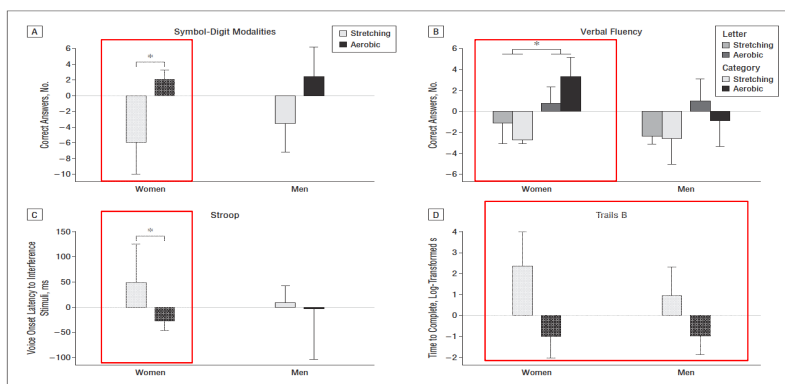 A
Symbol-Digit Modalities
Stretching
Aerobic
Correct Answers, No.
6
4
2
0
−2
−4
−6
−8
−10
*
Women
Men
B
Verbal Fluency
Letter
Stretching
Aerobic
Category
Stretching
Aerobic
Correct Answers, No.
6
4
2
0
−2
−4
−6
*
Women
Men
C
Stroop
Voice Onset Latency to Interference
Stimuli, ms
150
100
50
0
−50
−100
*
Women
Men
D
Trails B
Time to Complete, Log-Transformed s
4
2
1
0
−1
−2
Women
Men